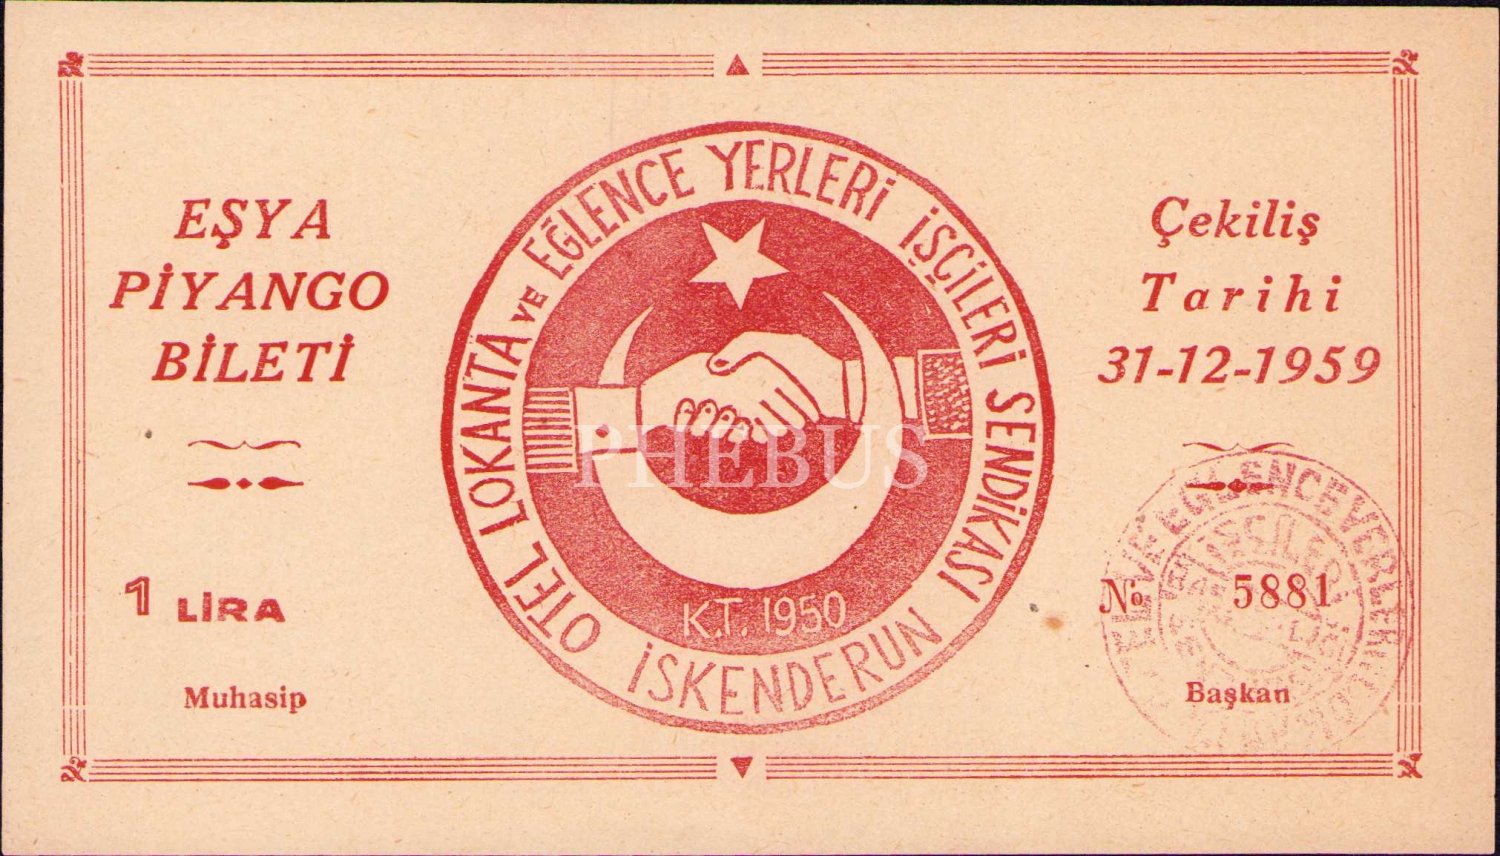 EŞYA
PİYANGO
BİLETİ
1 LİRA
Muhasip
OTEL LOKANTA VE EĞLENCE YERLERİ İŞÇİLERİ SENDİKASI
İSKENDERUN
K.T. 1950
PHEBUS
Çekiliş
Tarihi
31-12-1959
No 5881
Başkan